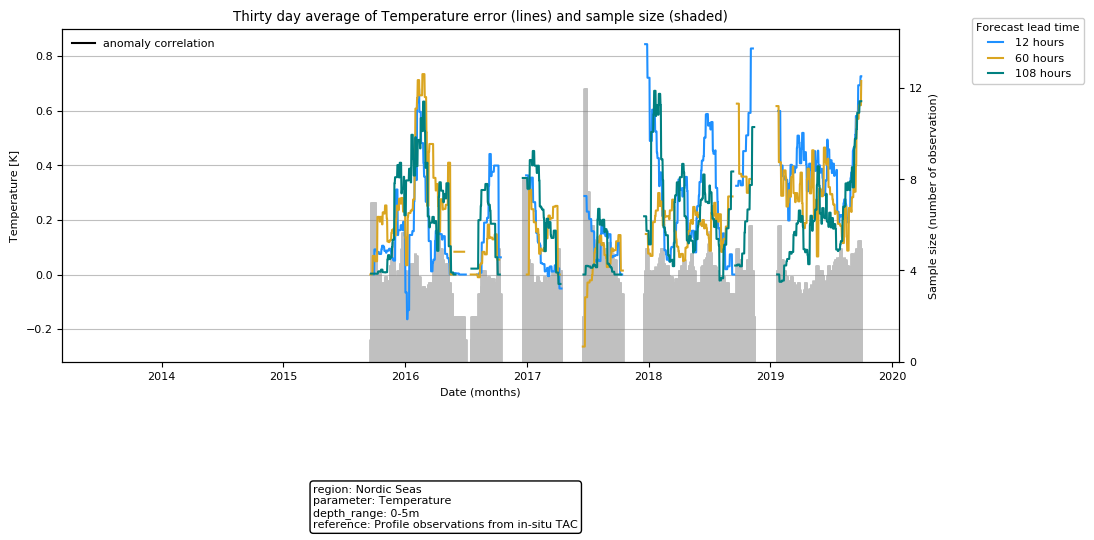 Thirty day average of Temperature error (lines) and sample size (shaded)
Forecast lead time
12 hours
60 hours
108 hours
anomaly correlation
Temperature [K]
0.8
0.6
0.4
0.2
0.0
−0.2
12
8
4
0
Sample size (number of observation)
2014 2015 2016 2017 2018 2019 2020
Date (months)
region: Nordic Seas
parameter: Temperature
depth_range: 0-5m
reference: Profile observations from in-situ TAC